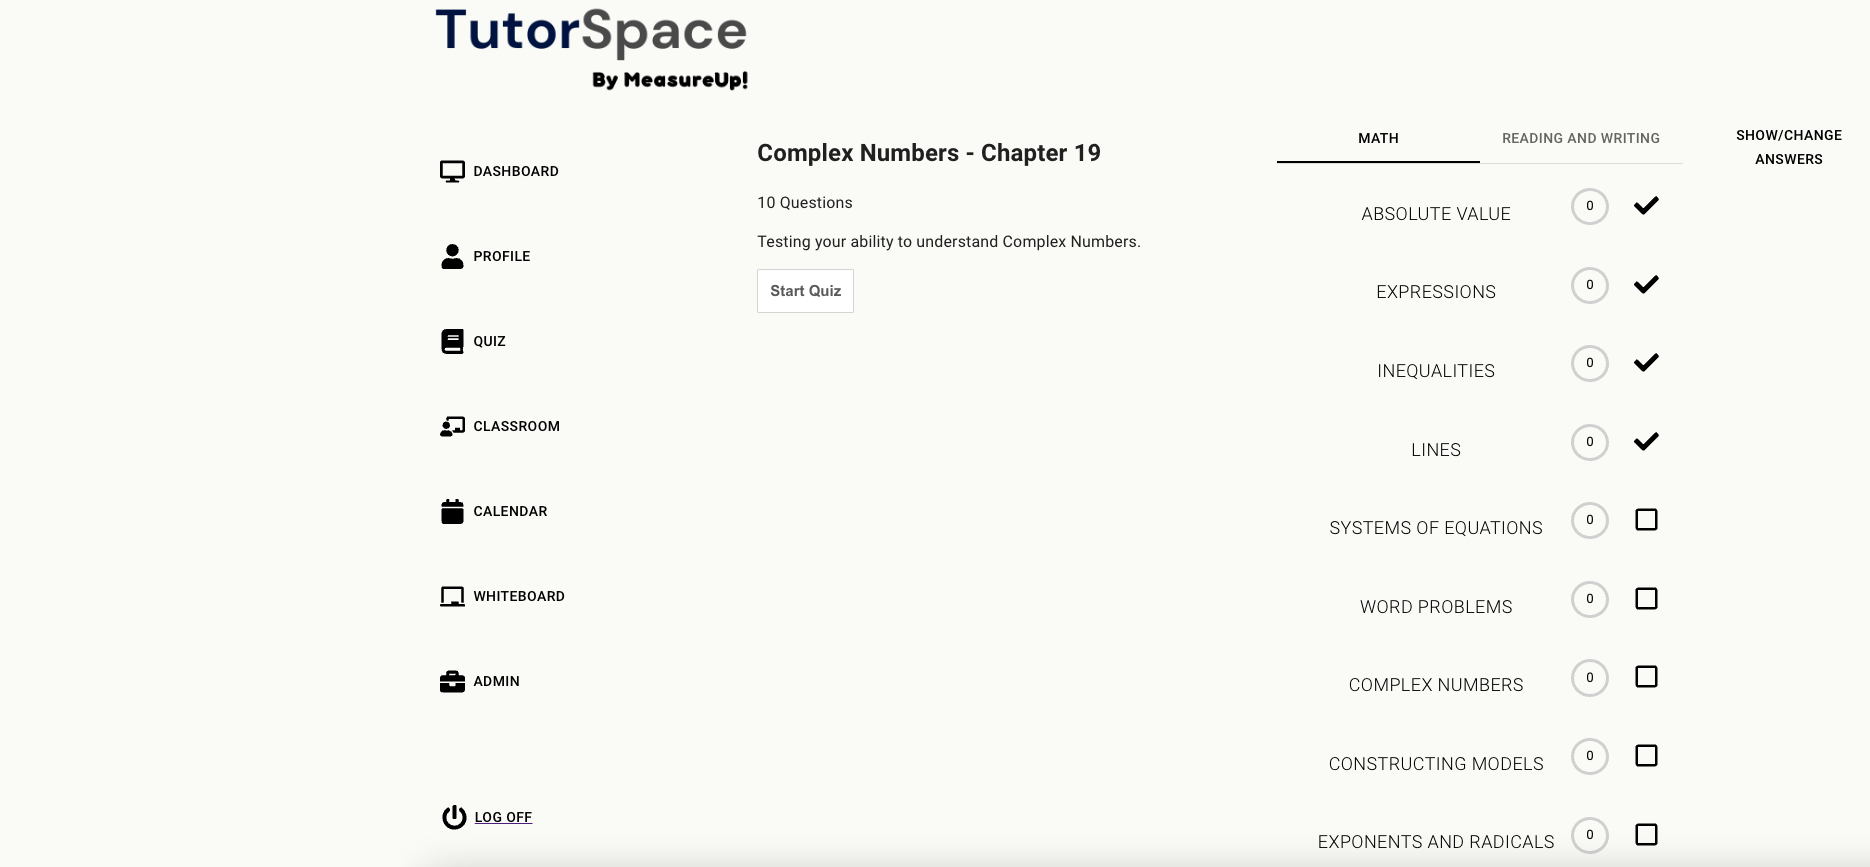 TutorSpace
By MeasureUp!
DASHBOARD
PROFILE
QUIZ
CLASSROOM
CALENDAR
WHITEBOARD
ADMIN
LOG OFF
Complex Numbers - Chapter 19
10 Questions
Testing your ability to understand Complex Numbers.
Start Quiz
MATH
READING AND WRITING
ABSOLUTE VALUE 0
EXPRESSIONS 0
INEQUALITIES 0
LINES 0
SYSTEMS OF EQUATIONS 0
WORD PROBLEMS 0
COMPLEX NUMBERS 0
CONSTRUCTING MODELS 0
EXPONENTS AND RADICALS 0
SHOW/CHANGE
ANSWERS